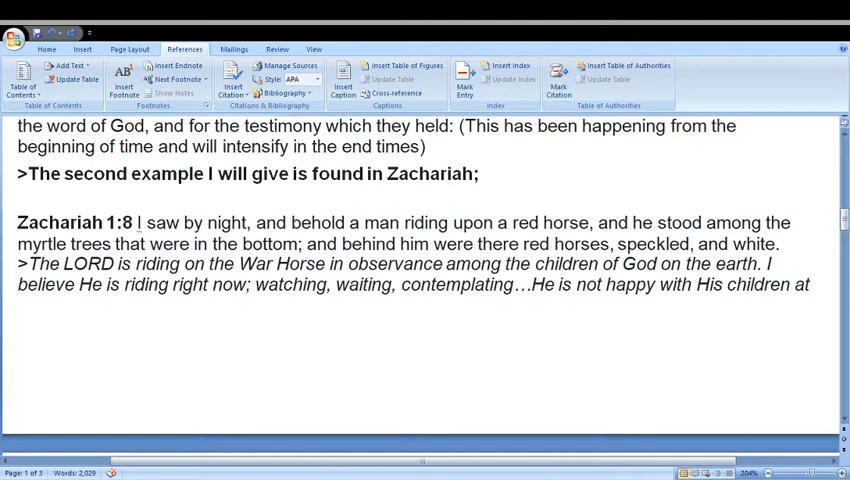 Home Insert Page Layout References Mailings Review View
Add Text Insert Endnote Manage Sources Insert Table of Figures Insert Index Insert Table of Authorities
Table of Contents Update Table AB1 Insert Footnote Next Footnote Insert Citation Style: APA Insert Caption Update Table Mark Entry Update Index Mark Citation Update Table
Show Notes Bibliography Cross-reference
Table of Contents Footnotes Citations & Bibliography Captions Index Table of Authorities
the word of God, and for the testimony which they held: (This has been happening from the
beginning of time and will intensify in the end times)
>The second example I will give is found in Zachariah;
Zachariah 1:8 I saw by night, and behold a man riding upon a red horse, and he stood among the
myrtle trees that were in the bottom; and behind him were there red horses, speckled, and white.
>The LORD is riding on the War Horse in observance among the children of God on the earth. I
believe He is riding right now; watching, waiting, contemplating…He is not happy with His children at
Page: 1 of 3 Words: 2,029 204%